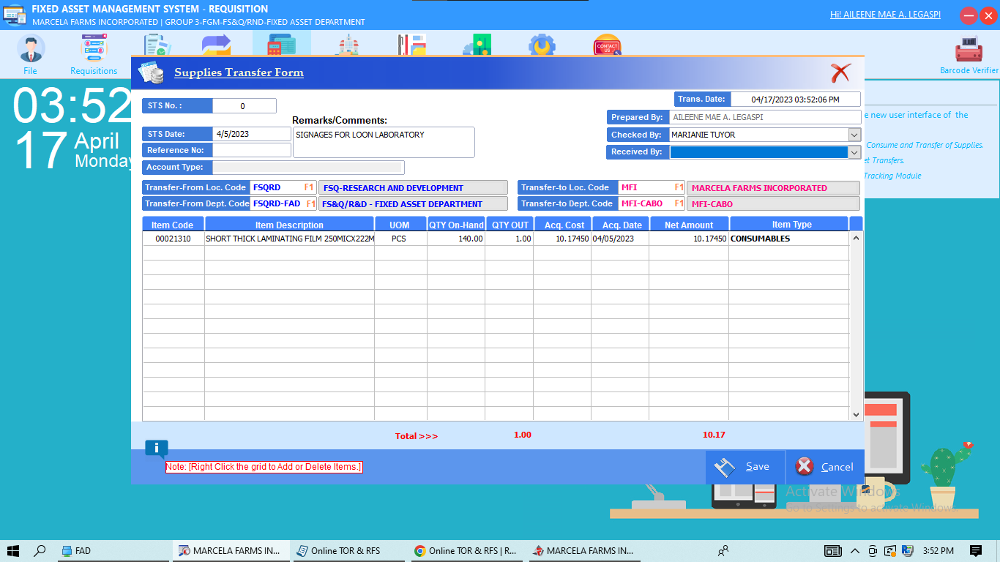 FIXED ASSET MANAGEMENT SYSTEM - REQUISITION
MARCELA FARMS INCORPORATED | GROUP 3-FGM-FS&Q/RND-FIXED ASSET DEPARTMENT
Hi! AILEENE MAE A. LEGASPI
File
Requisitions
CONTACT US
Barcode Verifier
03:52
17 April
Monday
e new user interface of the
Consume and Transfer of Supplies.
et Transfers.
Tracking Module
Supplies Transfer Form
STS No. : 0
Trans. Date: 04/17/2023 03:52:06 PM
Remarks/Comments:
Prepared By: AILEENE MAE A. LEGASPI
STS Date: 4/5/2023
SIGNAGES FOR LOON LABORATORY
Checked By: MARIANIE TUYOR
Reference No:
Received By:
Account Type:
Transfer-From Loc. Code FSQRD F1 FSQ-RESEARCH AND DEVELOPMENT Transfer-to Loc. Code MFI F1 MARCELA FARMS INCORPORATED
Transfer-From Dept. Code FSQRD-FAD F1 FS&Q/R&D - FIXED ASSET DEPARTMENT Transfer-to Dept. Code MFI-CABO F1 MFI-CABO
Item Code Item Description UOM QTY On-Hand QTY OUT Acq. Cost Acq. Date Net Amount Item Type
00021310 SHORT THICK LAMINATING FILM 250MICX222M PCS 140.00 1.00 10.17450 04/05/2023 10.17450 CONSUMABLES
Total >>> 1.00 10.17
i
Note: [Right Click the grid to Add or Delete Items.]
Save
Cancel
Activate Windows
Go to Settings to activate Windows.
FAD
MARCELA FARMS IN...
Online TOR & RFS
Online TOR & RFS | R...
MARCELA FARMS IN...
3:52 PM